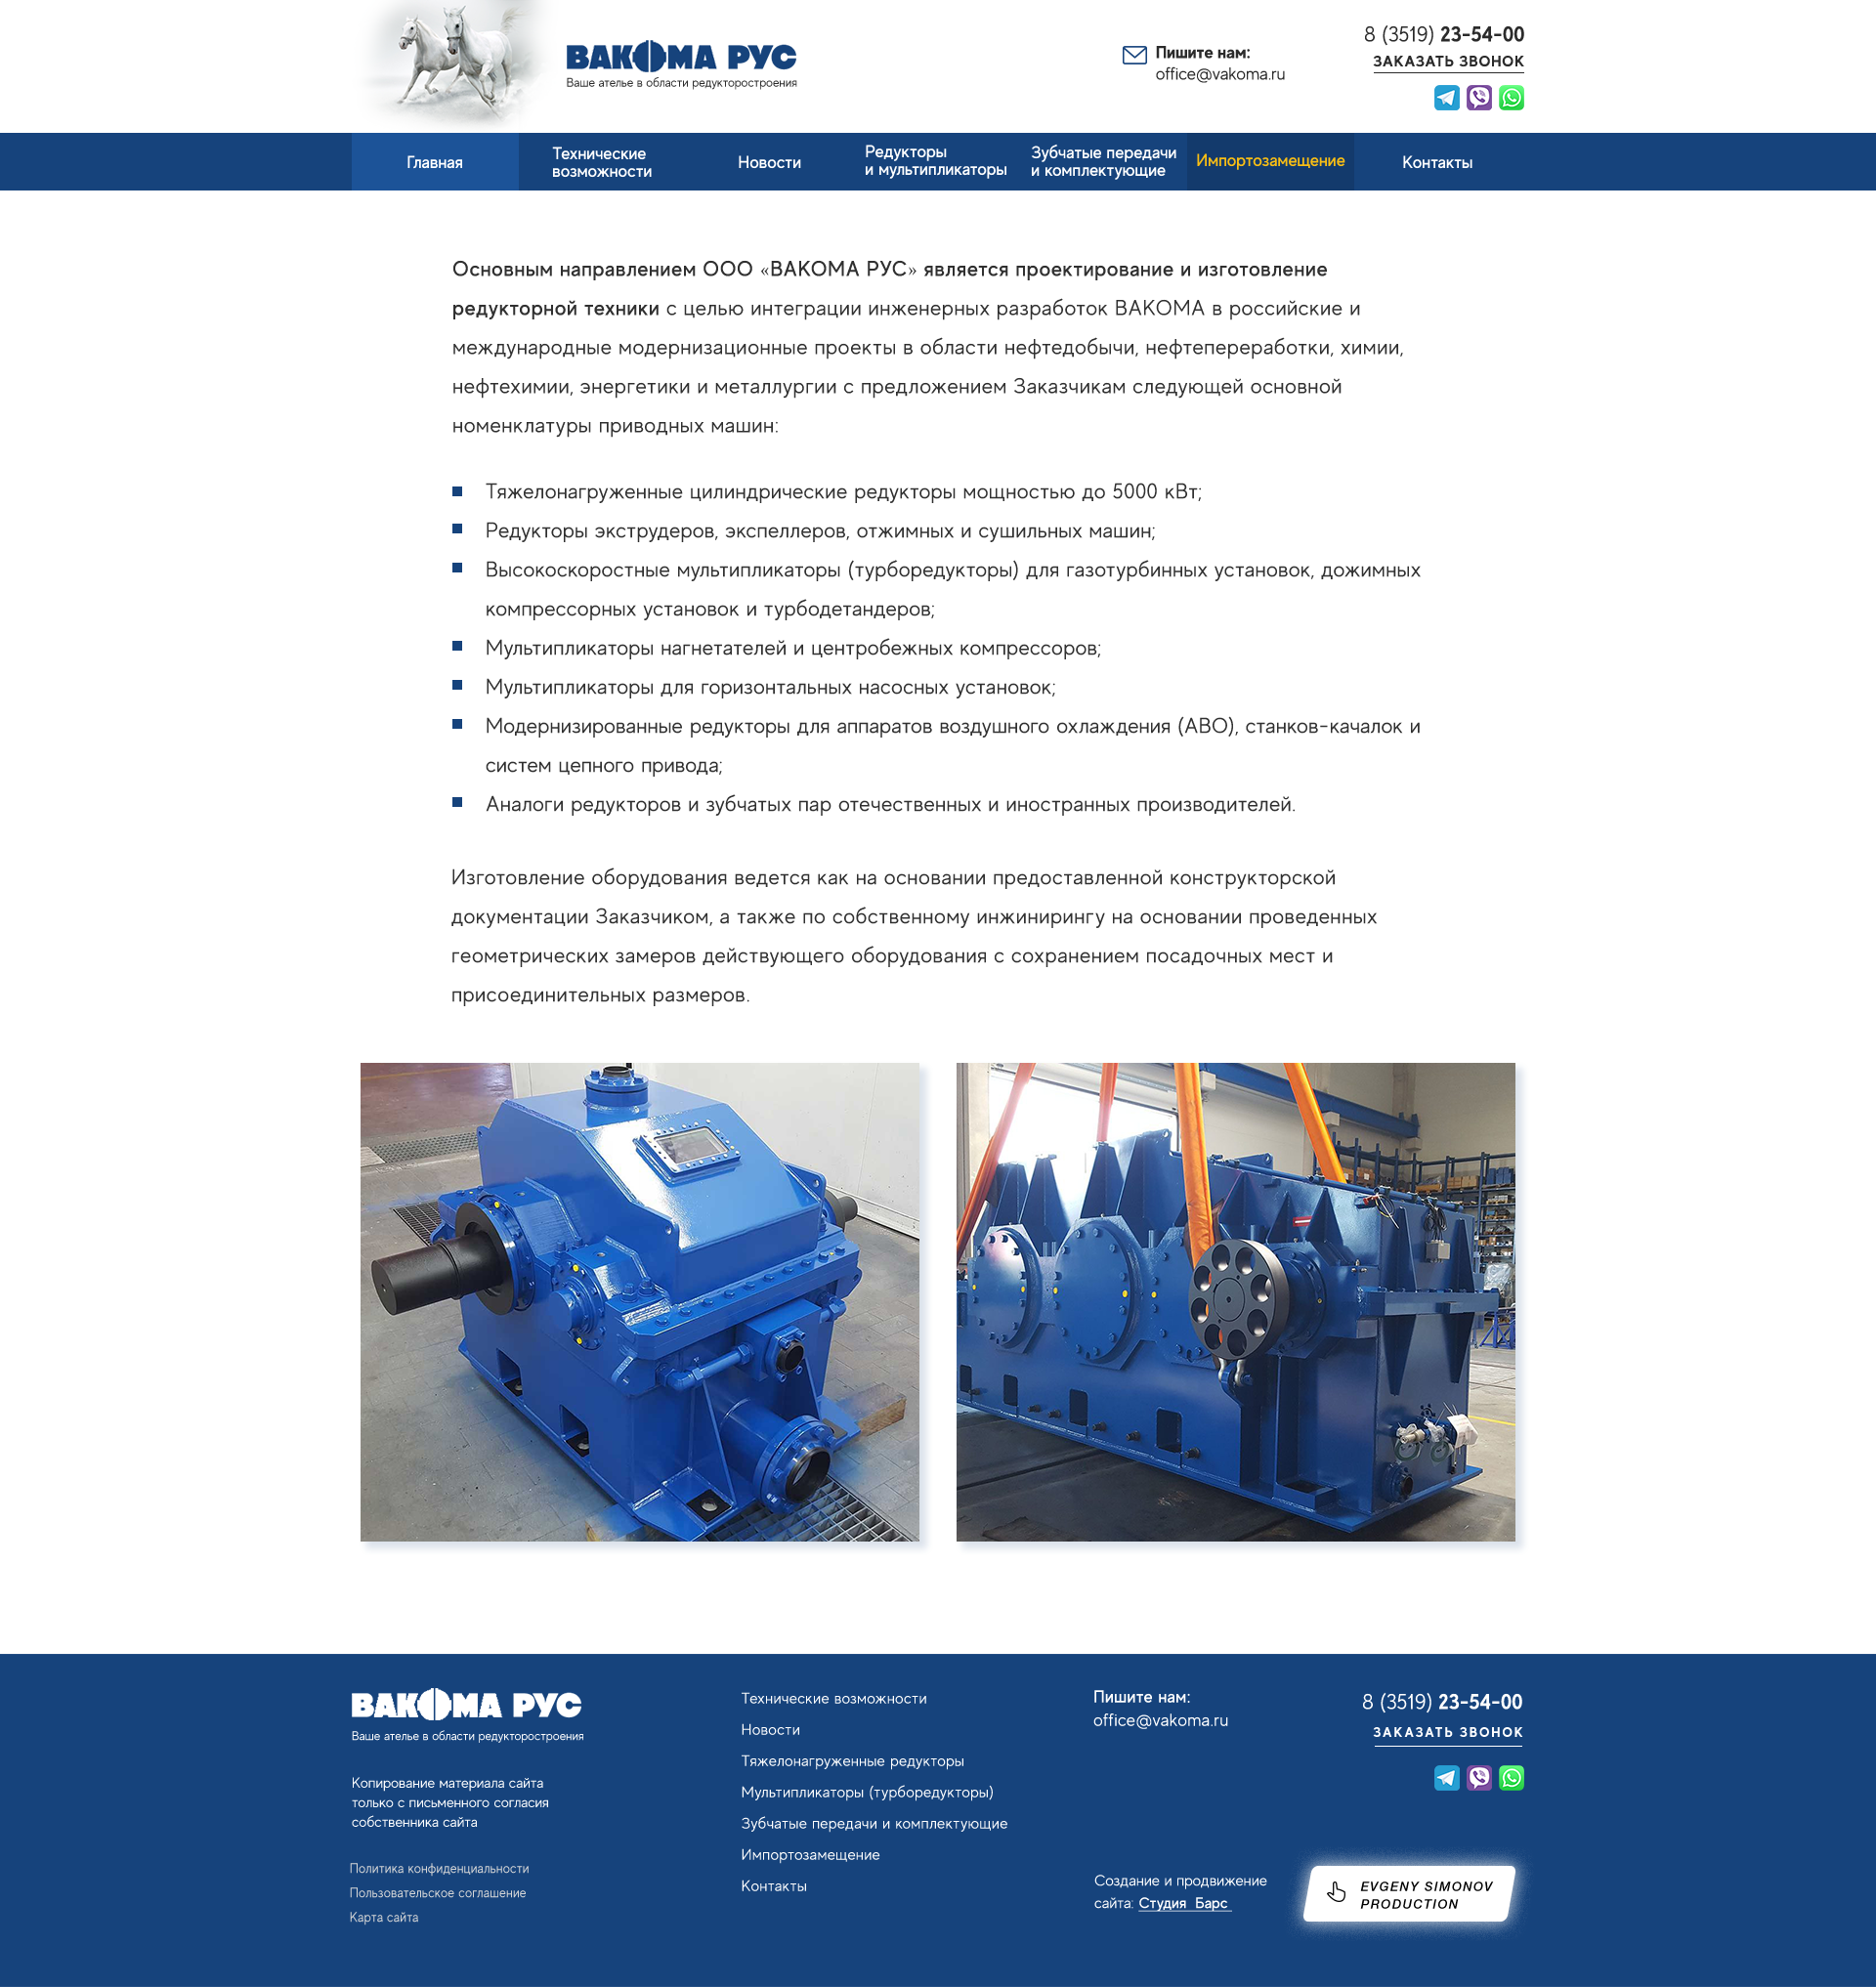 ВАКОМА РУС
Ваше ателье в области редукторостроения
Пишите нам:
office@vakoma.ru
8 (3519) 23-54-00
ЗАКАЗАТЬ ЗВОНОК
Главная
Технические
возможности
Новости
Редукторы
и мультипликаторы
Зубчатые передачи
и комплектующие
Импортозамещение
Контакты
Основным направлением ООО «ВАКОМА РУС» является проектирование и изготовление
редукторной техники с целью интеграции инженерных разработок ВАКОМА в российские и
международные модернизационные проекты в области нефтедобычи, нефтепереработки, химии,
нефтехимии, энергетики и металлургии с предложением Заказчикам следующей основной
номенклатуры приводных машин:
Тяжелонагруженные цилиндрические редукторы мощностью до 5000 кВт;
Редукторы экструдеров, экспеллеров, отжимных и сушильных машин;
Высокоскоростные мультипликаторы (турборедукторы) для газотурбинных установок, дожимных
компрессорных установок и турбодетандеров;
Мультипликаторы нагнетателей и центробежных компрессоров;
Мультипликаторы для горизонтальных насосных установок;
Модернизированные редукторы для аппаратов воздушного охлаждения (АВО), станков-качалок и
систем цепного привода;
Аналоги редукторов и зубчатых пар отечественных и иностранных производителей.
Изготовление оборудования ведется как на основании предоставленной конструкторской
документации Заказчиком, а также по собственному инжинирингу на основании проведенных
геометрических замеров действующего оборудования с сохранением посадочных мест и
присоединительных размеров.
ВАКОМА РУС
Ваше ателье в области редукторостроения
Копирование материала сайта
только с письменного согласия
собственника сайта
Политика конфиденциальности
Пользовательское соглашение
Карта сайта
Технические возможности
Новости
Тяжелонагруженные редукторы
Мультипликаторы (турборедукторы)
Зубчатые передачи и комплектующие
Импортозамещение
Контакты
Пишите нам:
office@vakoma.ru
8 (3519) 23-54-00
ЗАКАЗАТЬ ЗВОНОК
Создание и продвижение
сайта: Студия Барс
EVGENY SIMONOV
PRODUCTION